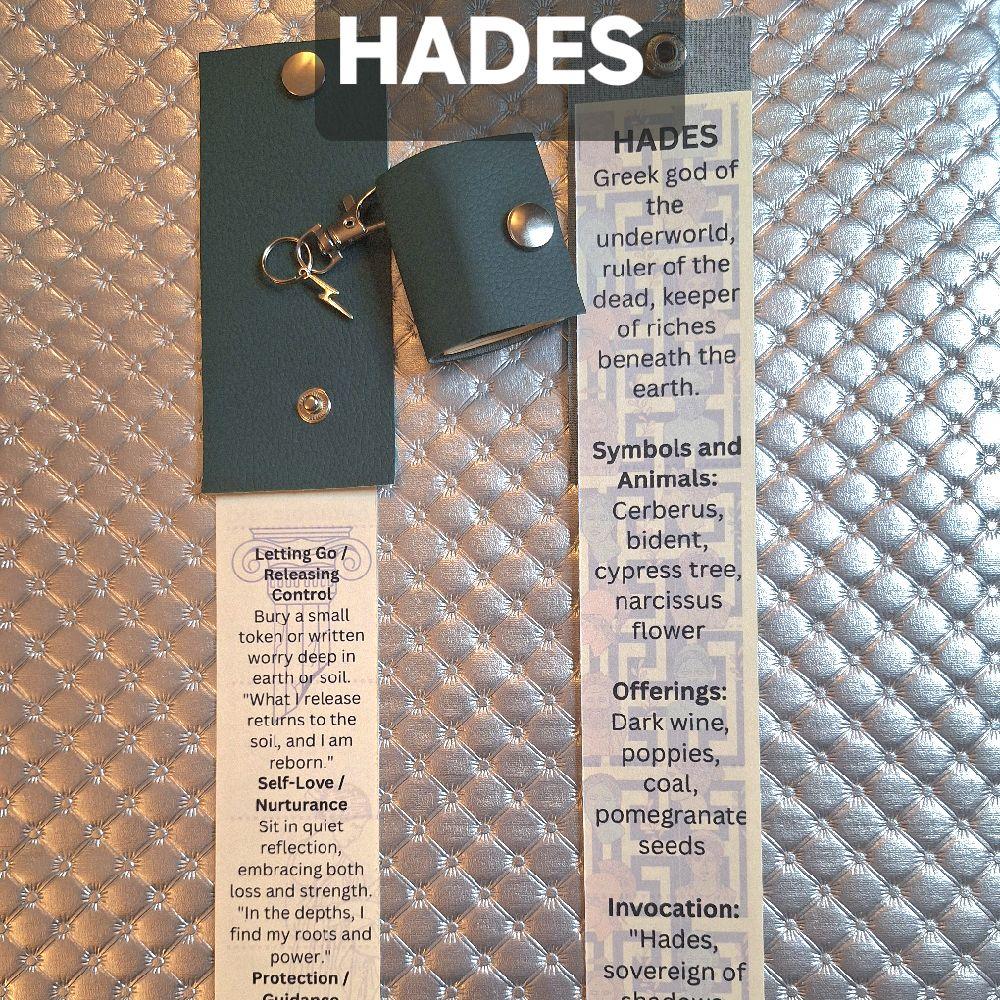 HADES
Letting Go /
Releasing
Control
Bury a small
token or written
worry deep in
earth or soil.
"What I release
returns to the
soil, and I am
reborn."
Self-Love /
Nurturance
Sit in quiet
reflection,
embracing both
loss and strength.
"In the depths, I
find my roots and
power."
Protection /
Guidance
HADES
Greek god of
the
underworld,
ruler of the
dead, keeper
of riches
beneath the
earth.
Symbols and
Animals:
Cerberus,
bident,
cypress tree,
narcissus
flower
Offerings:
Dark wine,
poppies,
coal,
pomegranate
seeds
Invocation:
"Hades,
sovereign of
shadows